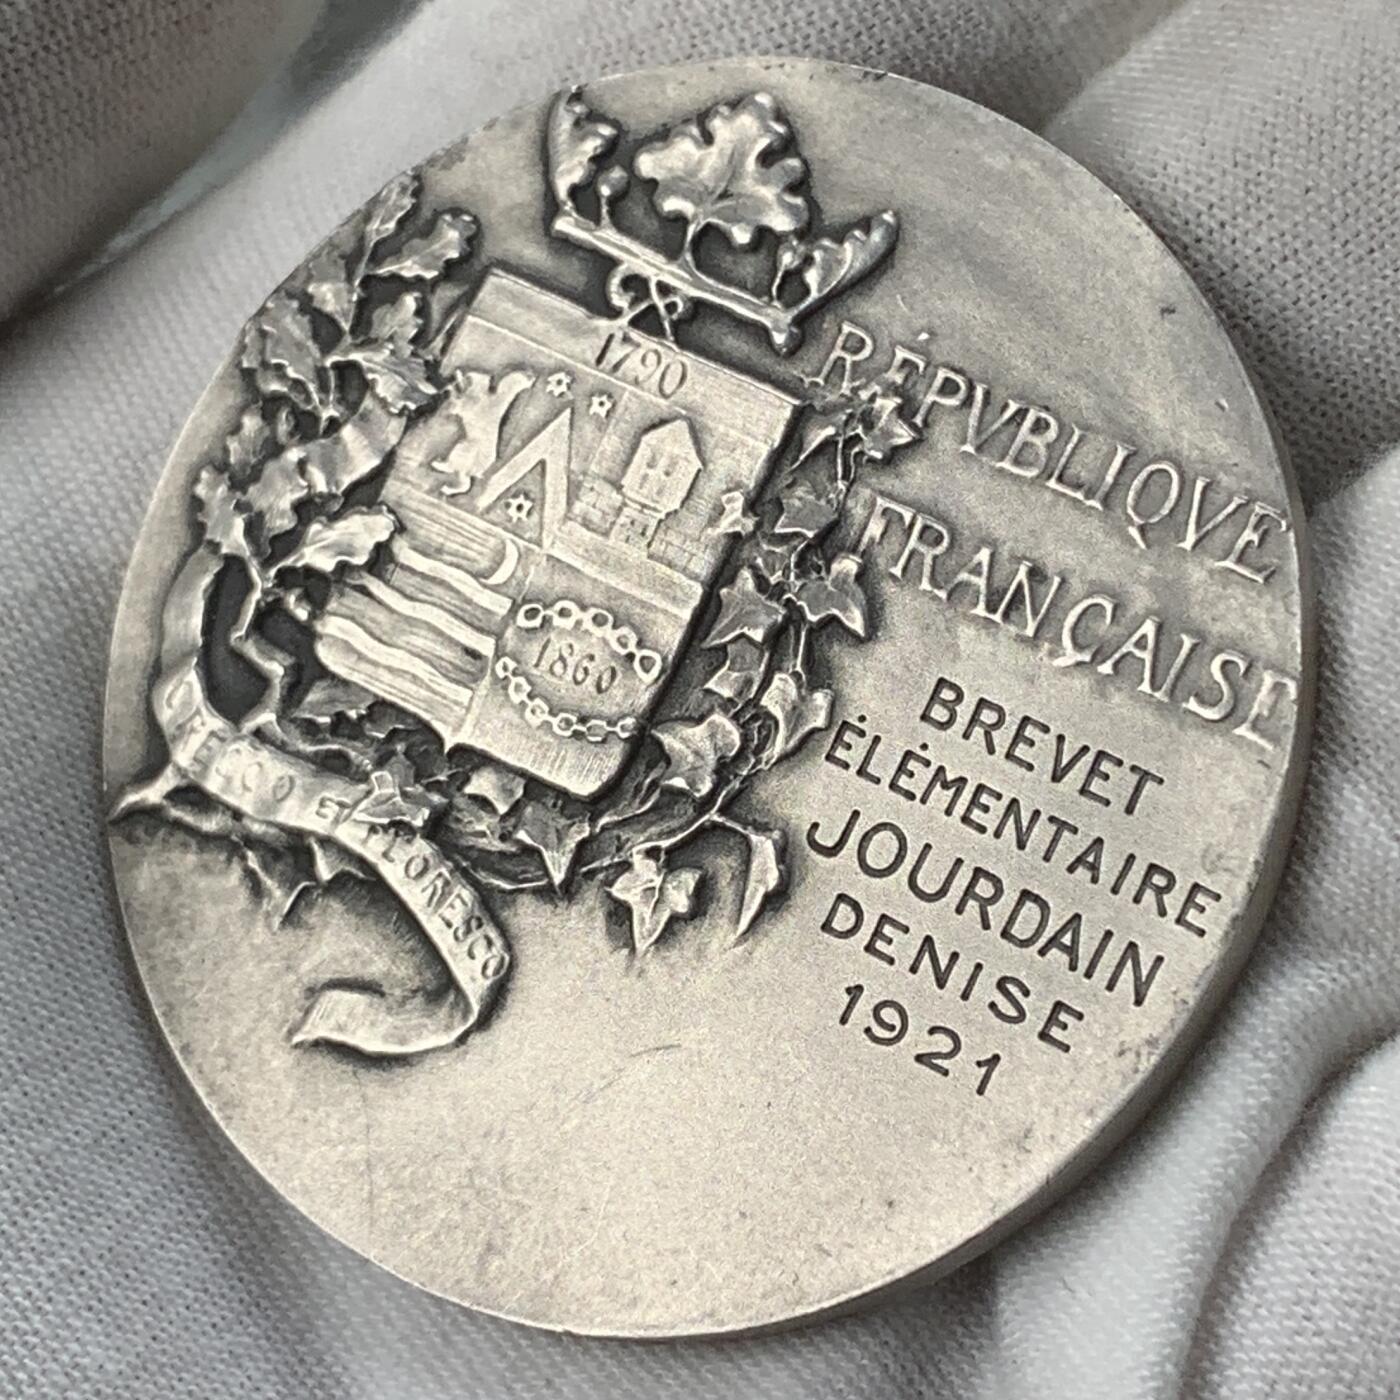 1790
1860
CRESCO ET FLORESCO
RÉPVBLIQVE
FRANÇAISE
BREVET
ÉLÉMENTAIRE
JOURDAIN
DENISE
1921